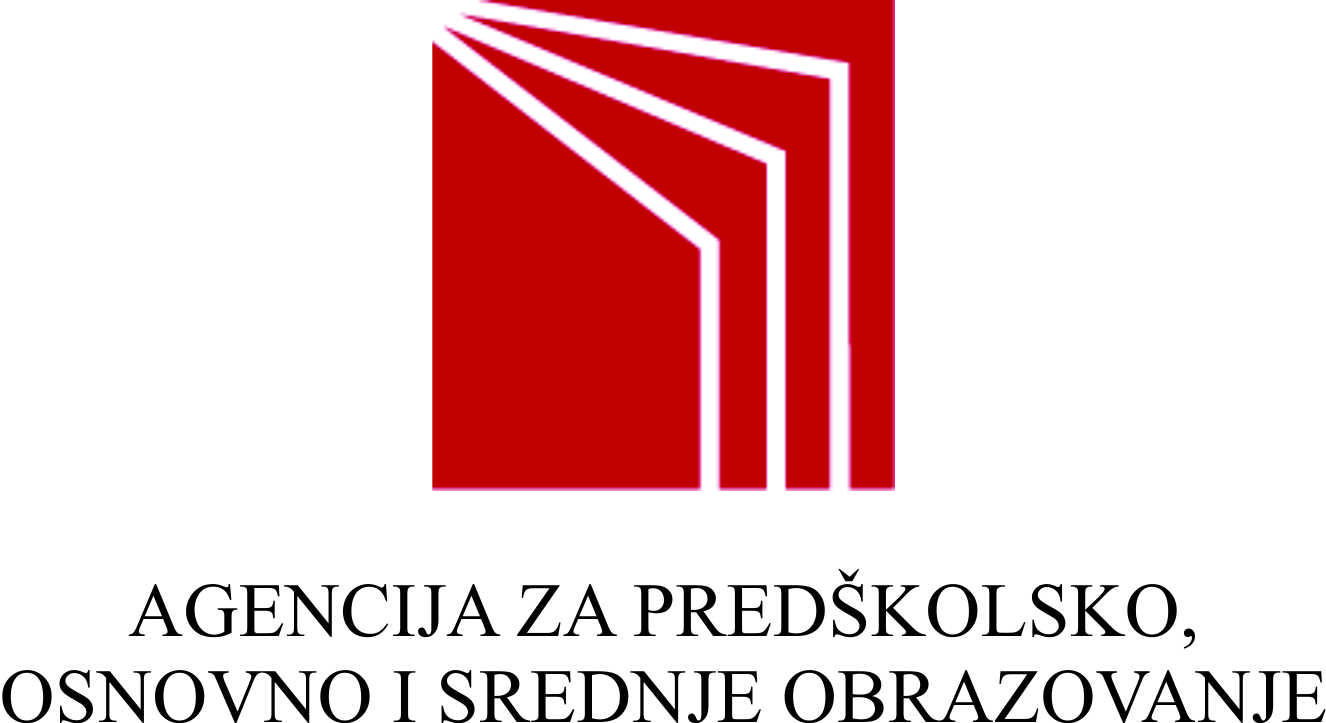 AGENCIJA ZA PREDŠKOLSKO,
OSNOVNO I SREDNJE OBRAZOVANJE